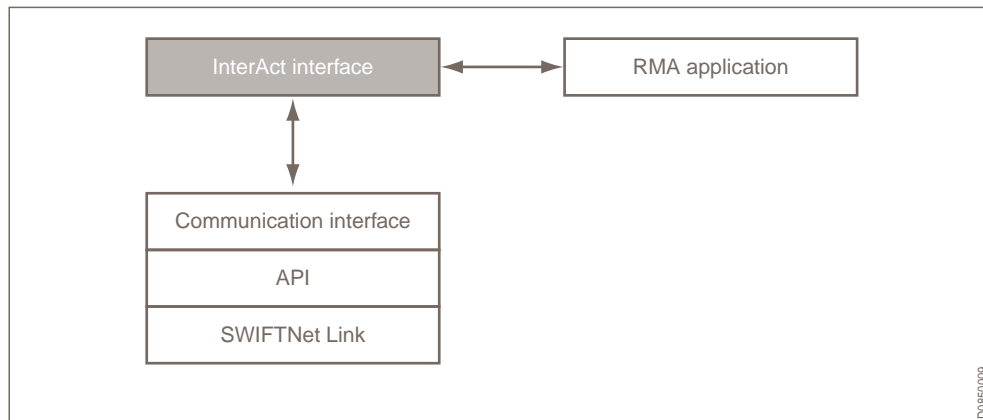 InterAct interface
RMA application
Communication interface
API
SWIFTNet Link
D0850009